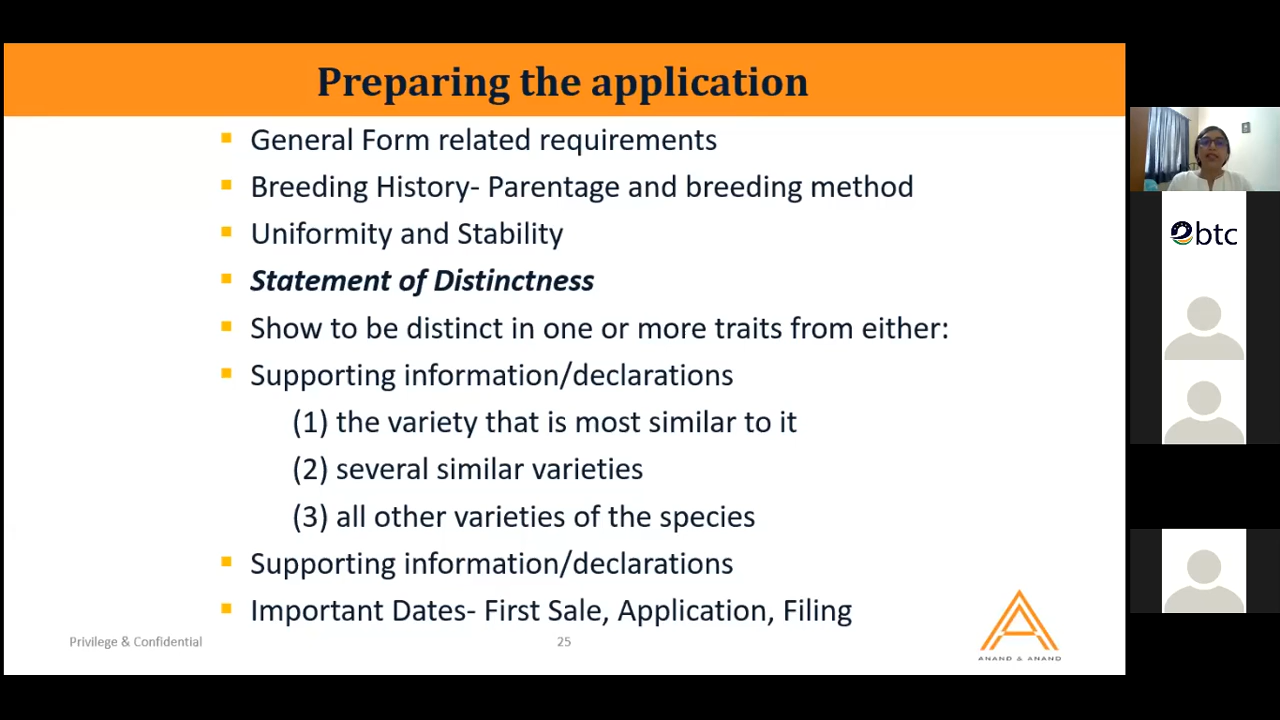 Preparing the application
General Form related requirements
Breeding History- Parentage and breeding method
Uniformity and Stability
Statement of Distinctness
Show to be distinct in one or more traits from either:
Supporting information/declarations
(1) the variety that is most similar to it
(2) several similar varieties
(3) all other varieties of the species
Supporting information/declarations
Important Dates- First Sale, Application, Filing
Privilege & Confidential
25
ANAND & ANAND
btc